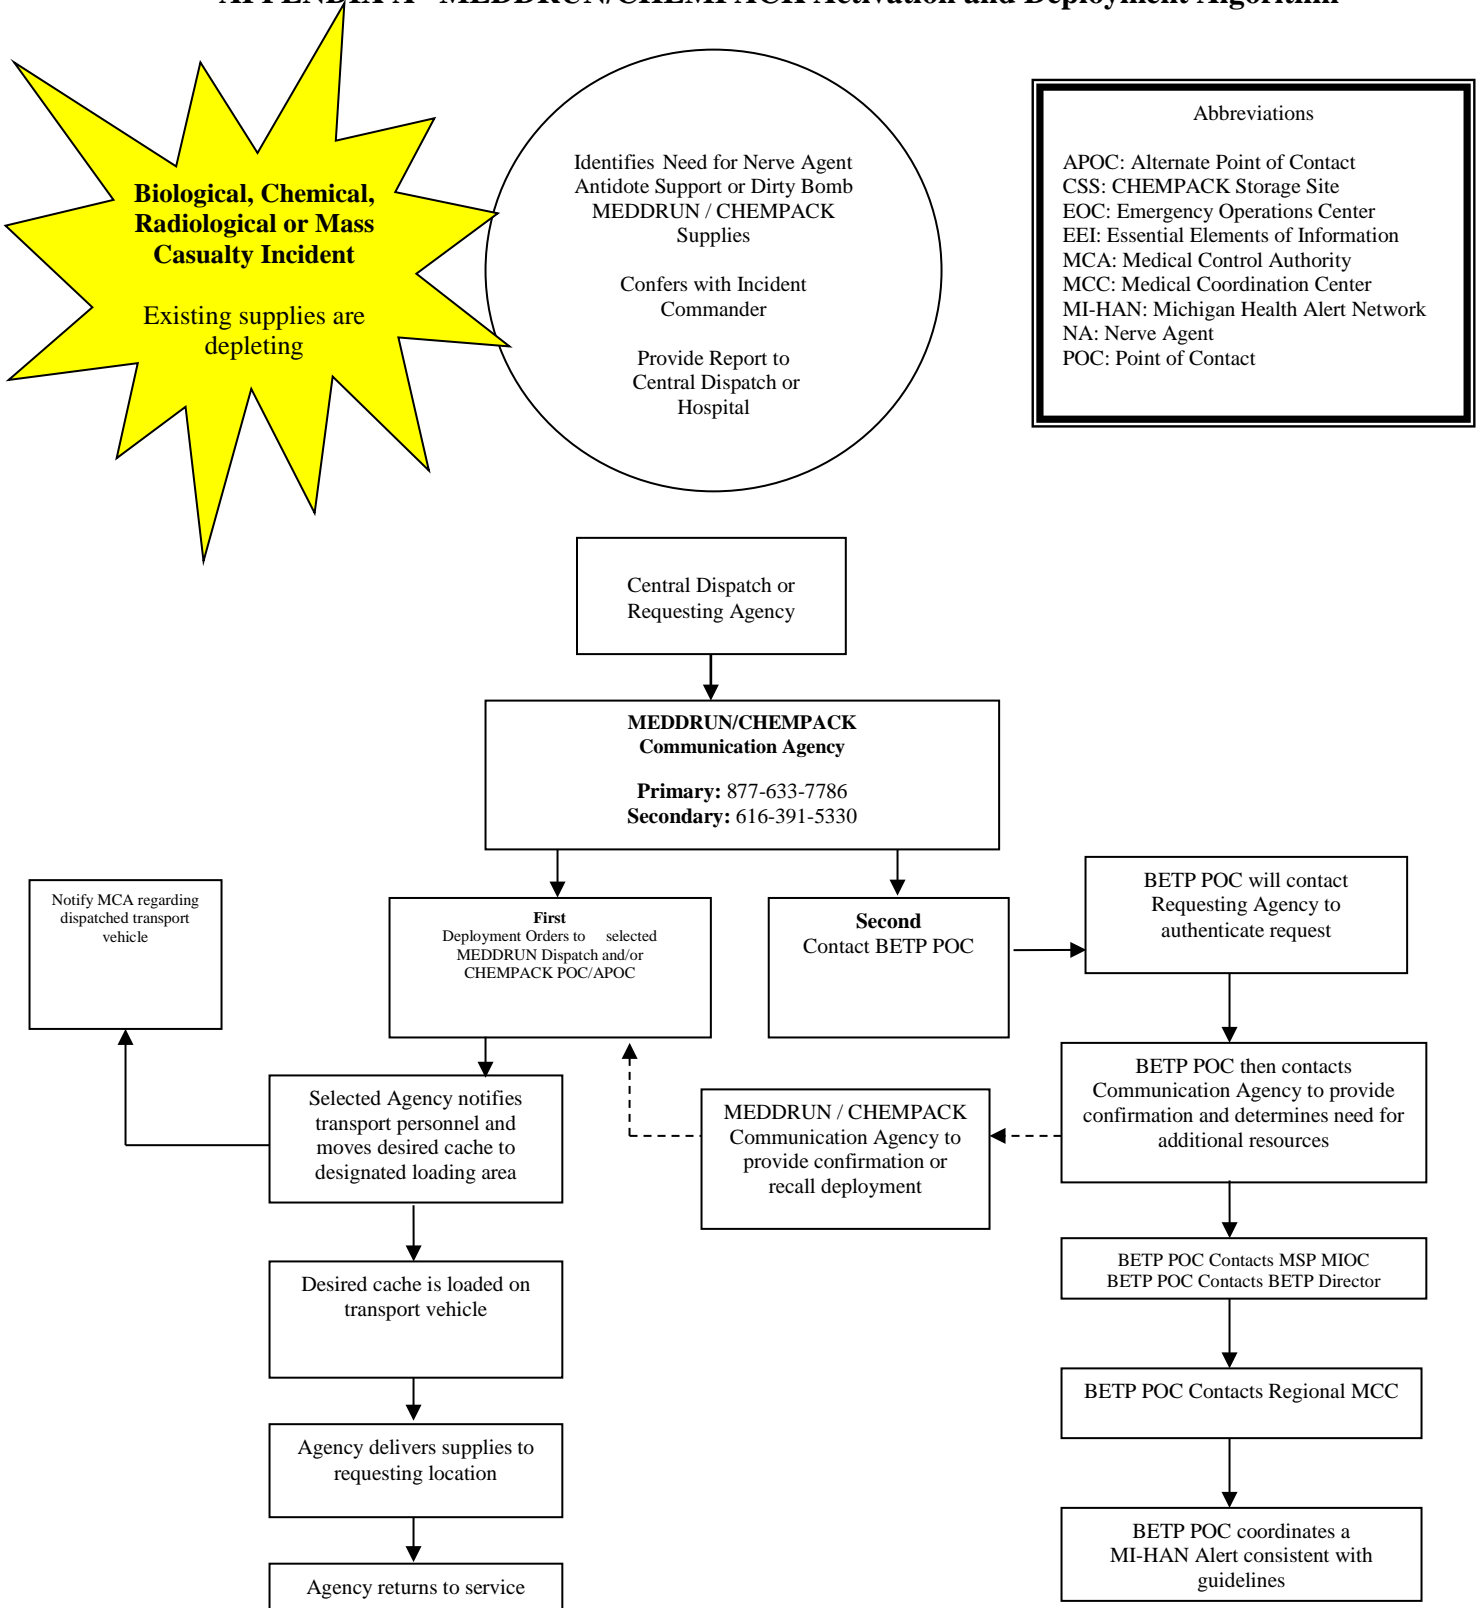 APPENDIX A MEDDRUN/CHEMPACK Activation and Deployment Algorithm
Biological, Chemical,
Radiological or Mass
Casualty Incident
Existing supplies are
depleting
Identifies Need for Nerve Agent
Antidote Support or Dirty Bomb
MEDDRUN / CHEMPACK
Supplies
Confers with Incident
Commander
Provide Report to
Central Dispatch or
Hospital
Abbreviations
APOC: Alternate Point of Contact
CSS: CHEMPACK Storage Site
EOC: Emergency Operations Center
EEI: Essential Elements of Information
MCA: Medical Control Authority
MCC: Medical Coordination Center
MI-HAN: Michigan Health Alert Network
NA: Nerve Agent
POC: Point of Contact
Central Dispatch or
Requesting Agency
MEDDRUN/CHEMPACK
Communication Agency
Primary: 877-633-7786
Secondary: 616-391-5330
Notify MCA regarding
dispatched transport
vehicle
First
Deployment Orders to selected
MEDDRUN Dispatch and/or
CHEMPACK POC/APOC
Second
Contact BETP POC
BETP POC will contact
Requesting Agency to
authenticate request
Selected Agency notifies
transport personnel and
moves desired cache to
designated loading area
MEDDRUN / CHEMPACK
Communication Agency to
provide confirmation or
recall deployment
BETP POC then contacts
Communication Agency to provide
confirmation and determines need for
additional resources
Desired cache is loaded on
transport vehicle
BETP POC Contacts MSP MIOC
BETP POC Contacts BETP Director
BETP POC Contacts Regional MCC
Agency delivers supplies to
requesting location
BETP POC coordinates a
MI-HAN Alert consistent with
guidelines
Agency returns to service